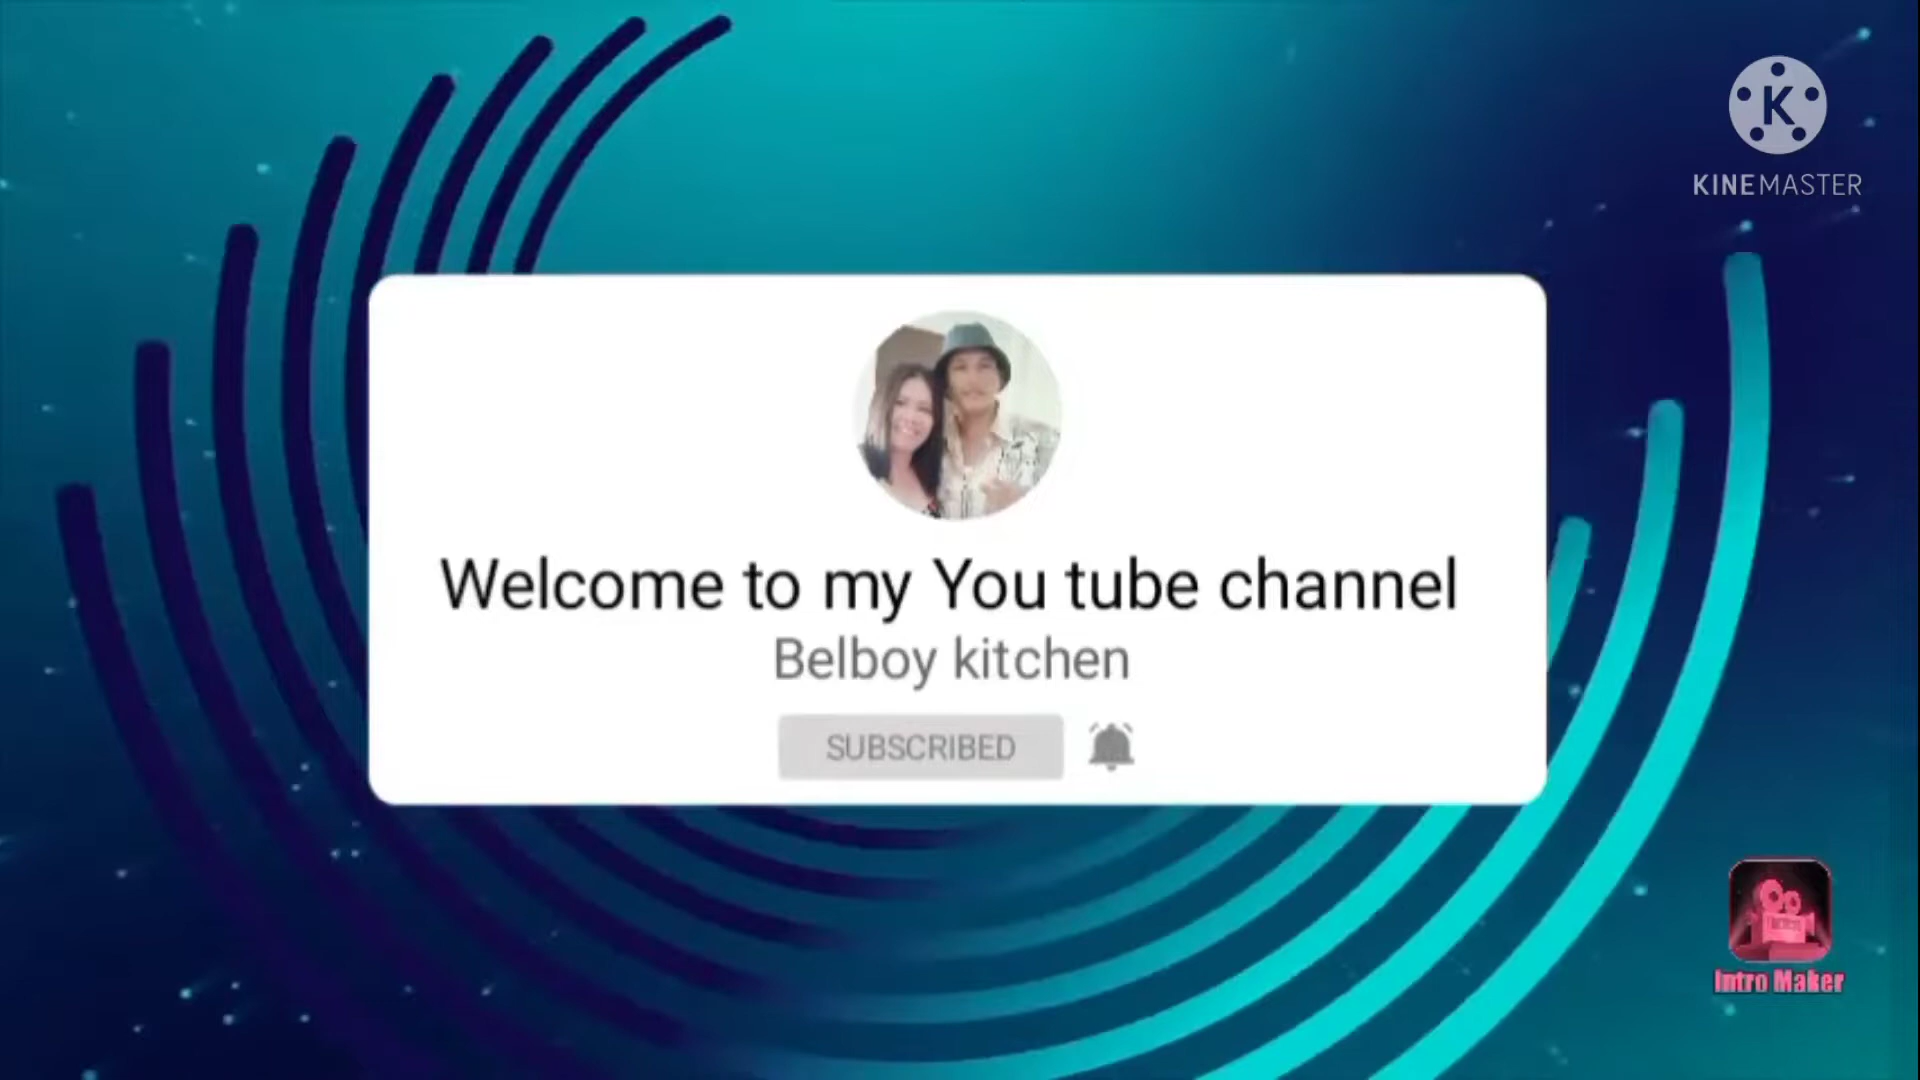 K
KINEMASTER
Welcome to my You tube channel
Belboy kitchen
SUBSCRIBED
Intro Maker